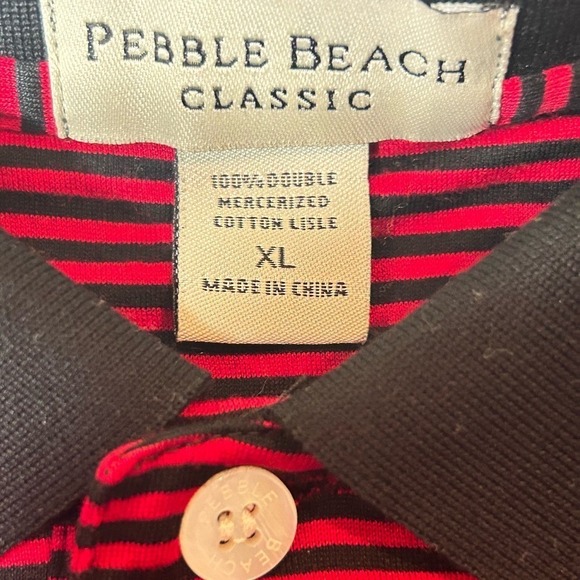 PEBBLE BEACH
CLASSIC
100% DOUBLE
MERCERIZED
COTTON LISLE
XL
MADE IN CHINA
PEBBLE BEACH